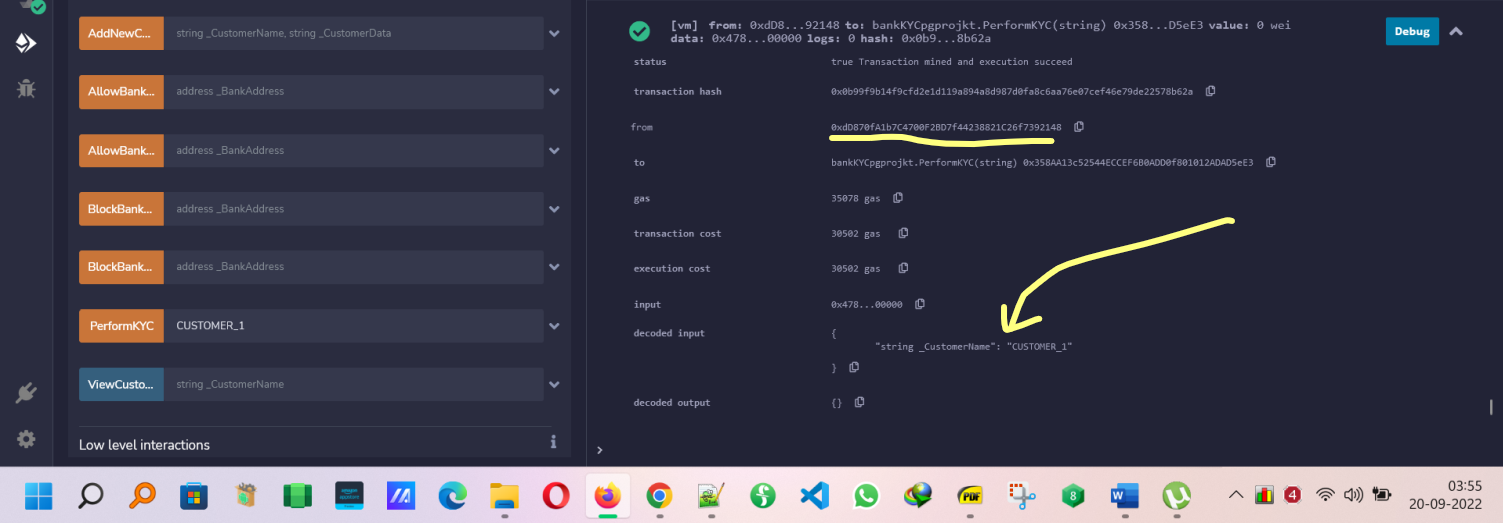 AddNewC...
string _CustomerName, string _CustomerData
AllowBank...
address _BankAddress
AllowBank...
address _BankAddress
BlockBank...
address _BankAddress
BlockBank...
address _BankAddress
PerformKYC
CUSTOMER_1
ViewCusto...
string _CustomerName
Low level interactions
i
[vm] from: 0xdD8...92148 to: bankKYCpgprojkt.PerformKYC(string) 0x358...D5eE3 value: 0 wei
data: 0x478...00000 logs: 0 hash: 0x0b9...8b62a
Debug
status true Transaction mined and execution succeed
transaction hash 0x0b99f9b14f9cfd2e1d119a894a8d987d0fa8c6aa76e07cef46e79de22578b62a
from 0xdD870fA1b7C4700F2BD7f44238821C26f7392148
to bankKYCpgprojkt.PerformKYC(string) 0x358AA13c52544ECCEF6B0ADD0f801012ADAD5eE3
gas 35078 gas
transaction cost 30502 gas
execution cost 30502 gas
input 0x478...00000
decoded input {
"string _CustomerName": "CUSTOMER_1"
}
decoded output {}
>
amazon
appstore
8
PDF
W
4
03:55
20-09-2022